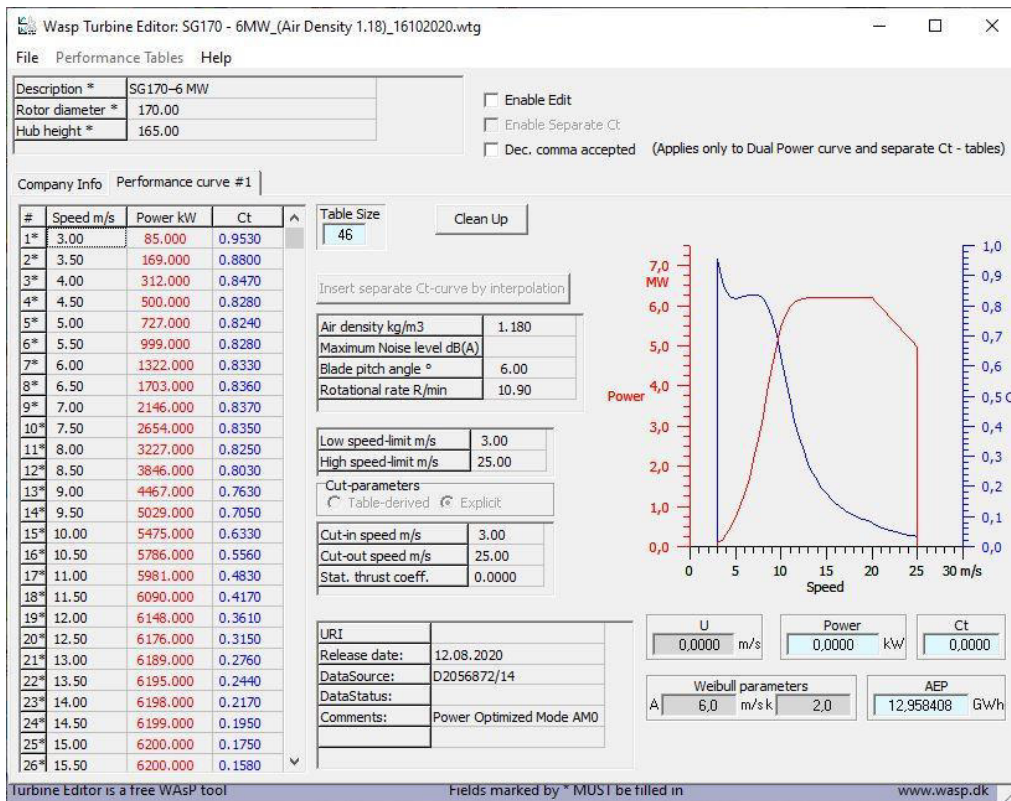 Wasp Turbine Editor: SG170 - 6MW_(Air Density 1.18)_16102020.wtg
File Performance Tables Help
Description * SG170-6 MW
Rotor diameter * 170.00
Hub height * 165.00
Enable Edit
Enable Separate Ct
Dec. comma accepted (Applies only to Dual Power curve and separate Ct - tables)
Company Info Performance curve #1
# Speed m/s Power kW Ct
1* 3.00 85.000 0.9530
2* 3.50 169.000 0.8800
3* 4.00 312.000 0.8470
4* 4.50 500.000 0.8280
5* 5.00 727.000 0.8240
6* 5.50 999.000 0.8280
7* 6.00 1322.000 0.8330
8* 6.50 1703.000 0.8360
9* 7.00 2146.000 0.8370
10* 7.50 2654.000 0.8350
11* 8.00 3227.000 0.8250
12* 8.50 3846.000 0.8030
13* 9.00 4467.000 0.7630
14* 9.50 5029.000 0.7050
15* 10.00 5475.000 0.6330
16* 10.50 5786.000 0.5560
17* 11.00 5981.000 0.4830
18* 11.50 6090.000 0.4170
19* 12.00 6148.000 0.3610
20* 12.50 6176.000 0.3150
21* 13.00 6189.000 0.2760
22* 13.50 6195.000 0.2440
23* 14.00 6198.000 0.2170
24* 14.50 6199.000 0.1950
25* 15.00 6200.000 0.1750
26* 15.50 6200.000 0.1580
Table Size
46
Clean Up
Insert separate Ct-curve by interpolation
Air density kg/m3 1.180
Maximum Noise level dB(A)
Blade pitch angle ° 6.00
Rotational rate R/min 10.90
Low speed-limit m/s 3.00
High speed-limit m/s 25.00
Cut-parameters
Table-derived Explicit
Cut-in speed m/s 3.00
Cut-out speed m/s 25.00
Stat. thrust coeff. 0.0000
URI
Release date: 12.08.2020
DataSource: D2056872/14
DataStatus:
Comments: Power Optimized Mode AM0
7,0
MW
6,0
5,0
Power 4,0
3,0
2,0
1,0
0,0
1,0
0,9
0,8
0,7
0,6
0,5 C
0,4
0,3
0,2
0,1
0,0
0 5 10 15 20 25 30 m/s
Speed
U
0,0000 m/s
Power
0,0000 kW
Ct
0,0000
Weibull parameters
A 6,0 m/s k 2,0
AEP
12,958408 GWh
Turbine Editor is a free WAsP tool Fields marked by * MUST be filled in www.wasp.dk